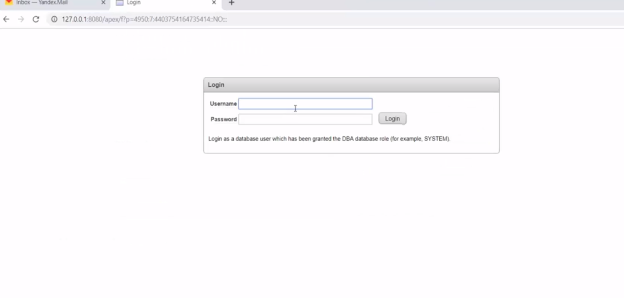 Inbox — Yandex.Mail
Login
127.0.0.1:8080/apex/f?p=4950:7:4403754164735414::NO:::
Login
Username
Password
Login
Login as a database user which has been granted the DBA database role (for example, SYSTEM).